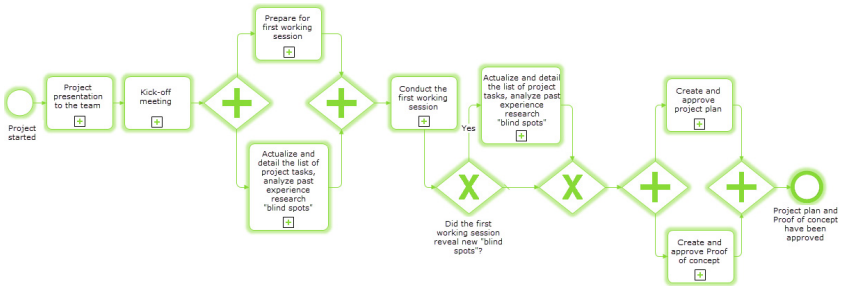 Project
started
Project
presentation
to the team
Kick-off
meeting
Prepare for
first working
session
Actualize and
detail the list of
project tasks,
analyze past
experience
research
"blind spots"
Conduct the
first working
session
Did the first
working session
reveal new "blind
spots"?
Yes
Actualize and detail
the list of project
tasks, analyze past
experience
research
"blind spots"
Create and
approve
project plan
Create and
approve Proof
of concept
Project plan and
Proof of concept
have been
approved